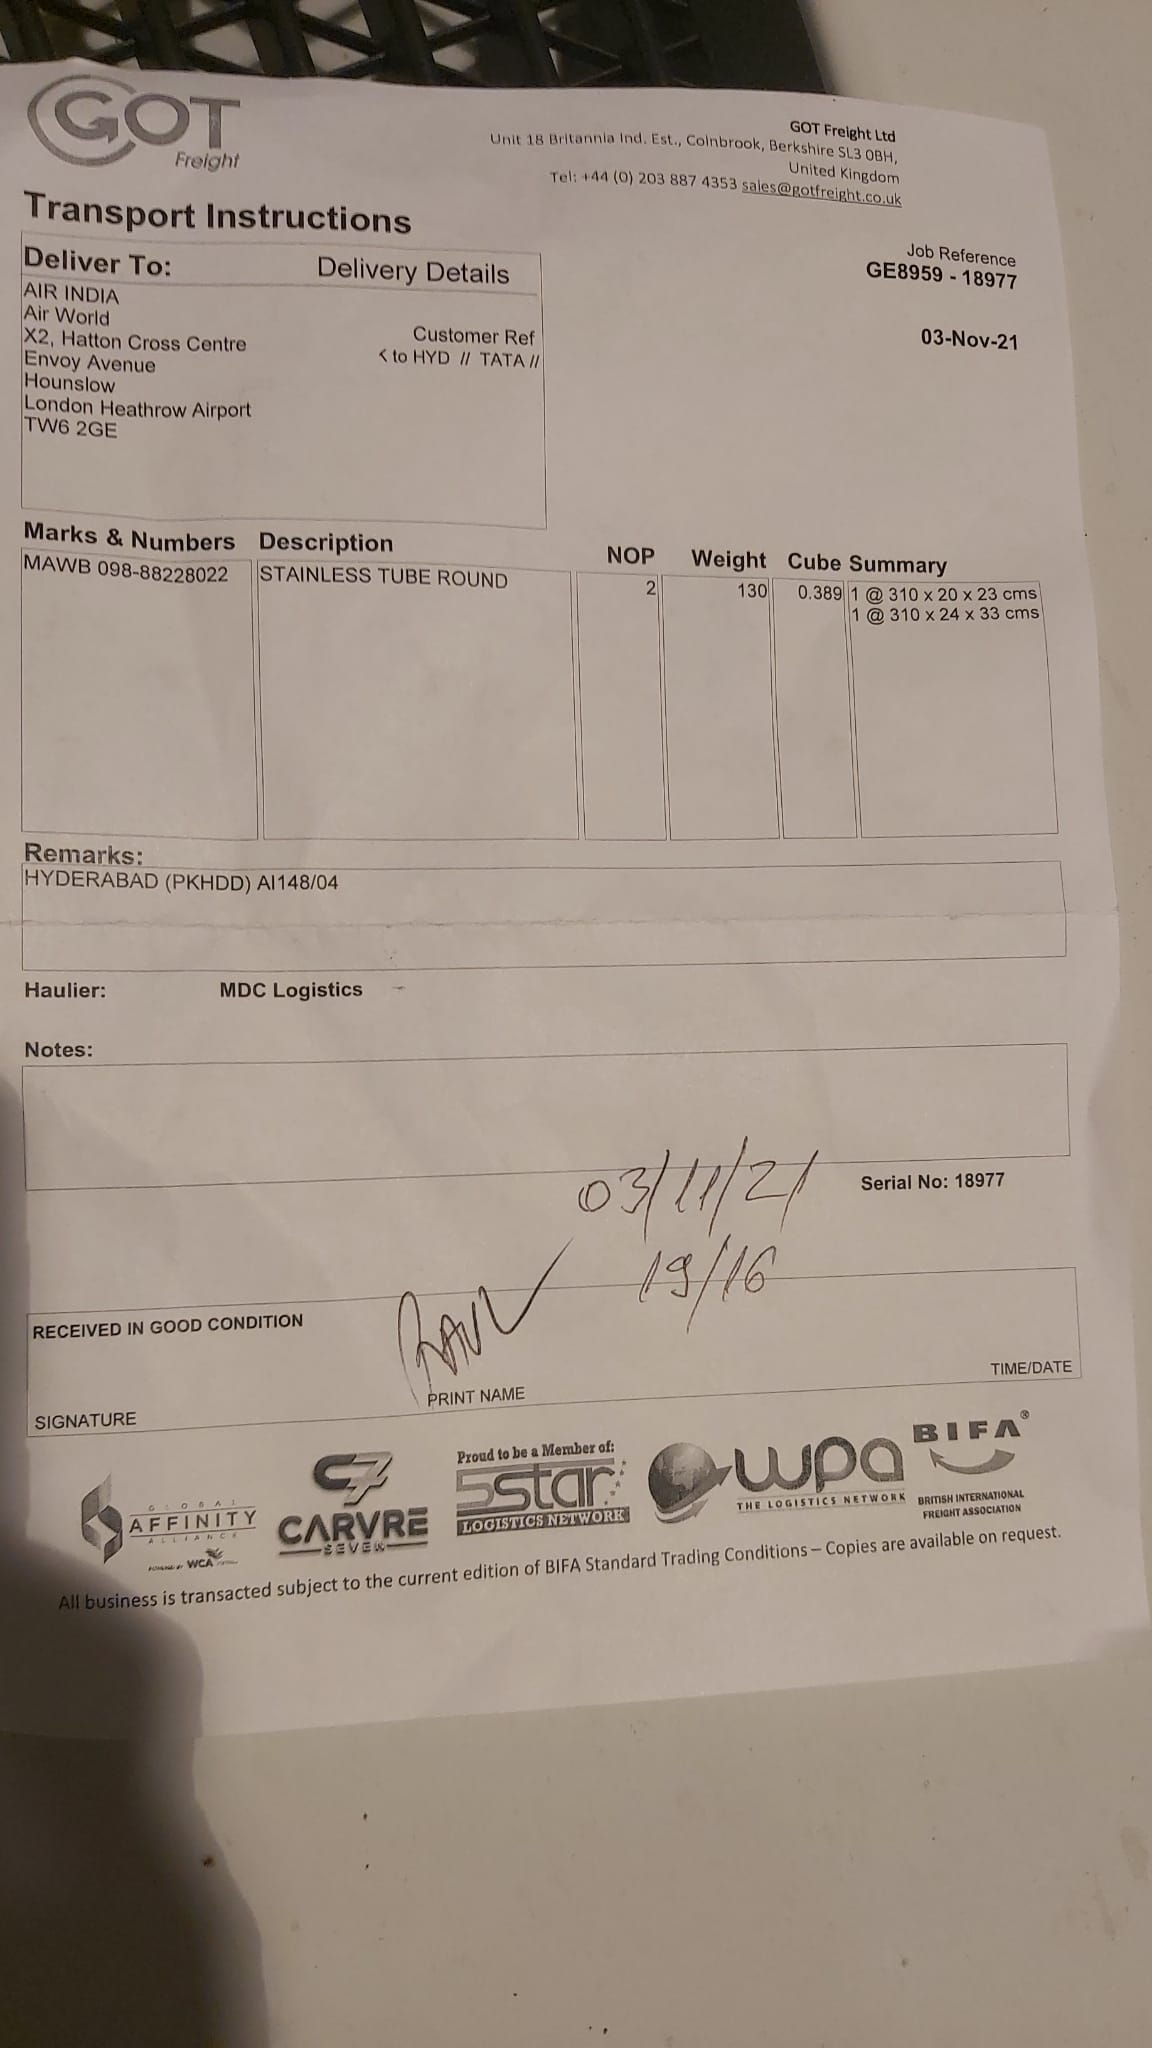 GOT
Freight
GOT Freight Ltd
Unit 18 Britannia Ind. Est., Colnbrook, Berkshire SL3 0BH,
United Kingdom
Tel: +44 (0) 203 887 4353 sales@gotfreight.co.uk
Transport Instructions
Deliver To: Delivery Details
Job Reference
GE8959 - 18977
AIR INDIA
Air World
X2, Hatton Cross Centre
Envoy Avenue
Hounslow
London Heathrow Airport
TW6 2GE
Customer Ref
< to HYD // TATA //
03-Nov-21
Marks & Numbers Description NOP Weight Cube Summary
MAWB 098-88228022 STAINLESS TUBE ROUND 2 130 0.389 1 @ 310 x 20 x 23 cms
1 @ 310 x 24 x 33 cms
Remarks:
HYDERABAD (PKHDD) AI148/04
Haulier: MDC Logistics
Notes:
03/11/21
Serial No: 18977
19/16
RECEIVED IN GOOD CONDITION
SIGNATURE
PRINT NAME
TIME/DATE
GLOBAL
AFFINITY
ALLIANCE
WCA
C7
CARVRE
SEVEN
Proud to be a Member of:
5star
LOGISTICS NETWORK
wpa
THE LOGISTICS NETWORK
BIFA®
BRITISH INTERNATIONAL
FREIGHT ASSOCIATION
All business is transacted subject to the current edition of BIFA Standard Trading Conditions – Copies are available on request.